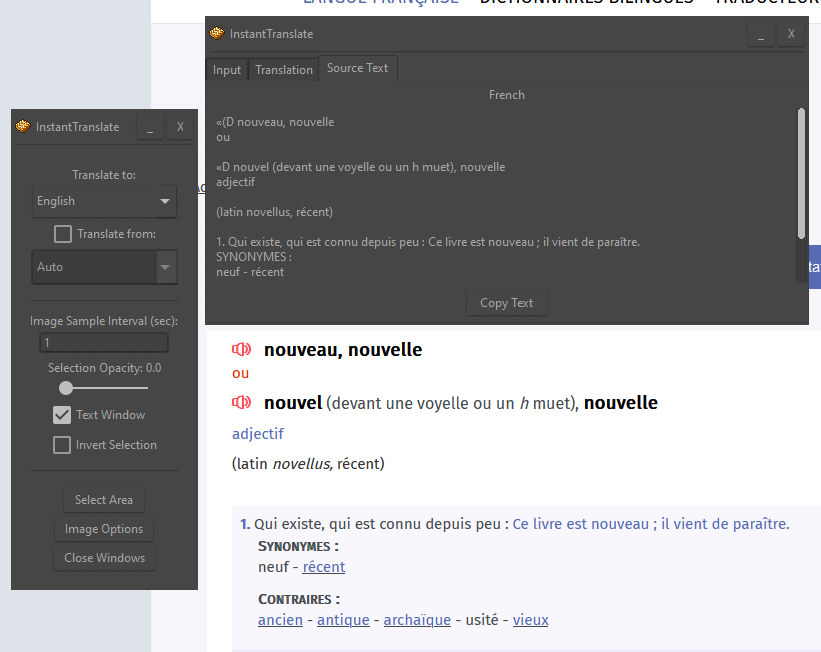 LANGUE FRANÇAISE DICTIONNAIRES BILINGUES TRADUCTEUR
InstantTranslate
_ X
Input Translation Source Text
French
«(D nouveau, nouvelle
ou
«D nouvel (devant une voyelle ou un h muet), nouvelle
adjectif
(latin novellus, récent)
1. Qui existe, qui est connu depuis peu : Ce livre est nouveau ; il vient de paraître.
SYNONYMES :
neuf - récent
Copy Text
InstantTranslate
_ X
Translate to:
English
Translate from:
Auto
Image Sample Interval (sec):
1
Selection Opacity: 0.0
Text Window
Invert Selection
Select Area
Image Options
Close Windows
nouveau, nouvelle
ou
nouvel (devant une voyelle ou un h muet), nouvelle
adjectif
(latin novellus, récent)
1. Qui existe, qui est connu depuis peu : Ce livre est nouveau ; il vient de paraître.
SYNONYMES :
neuf - récent
CONTRAIRES :
ancien - antique - archaïque - usité - vieux